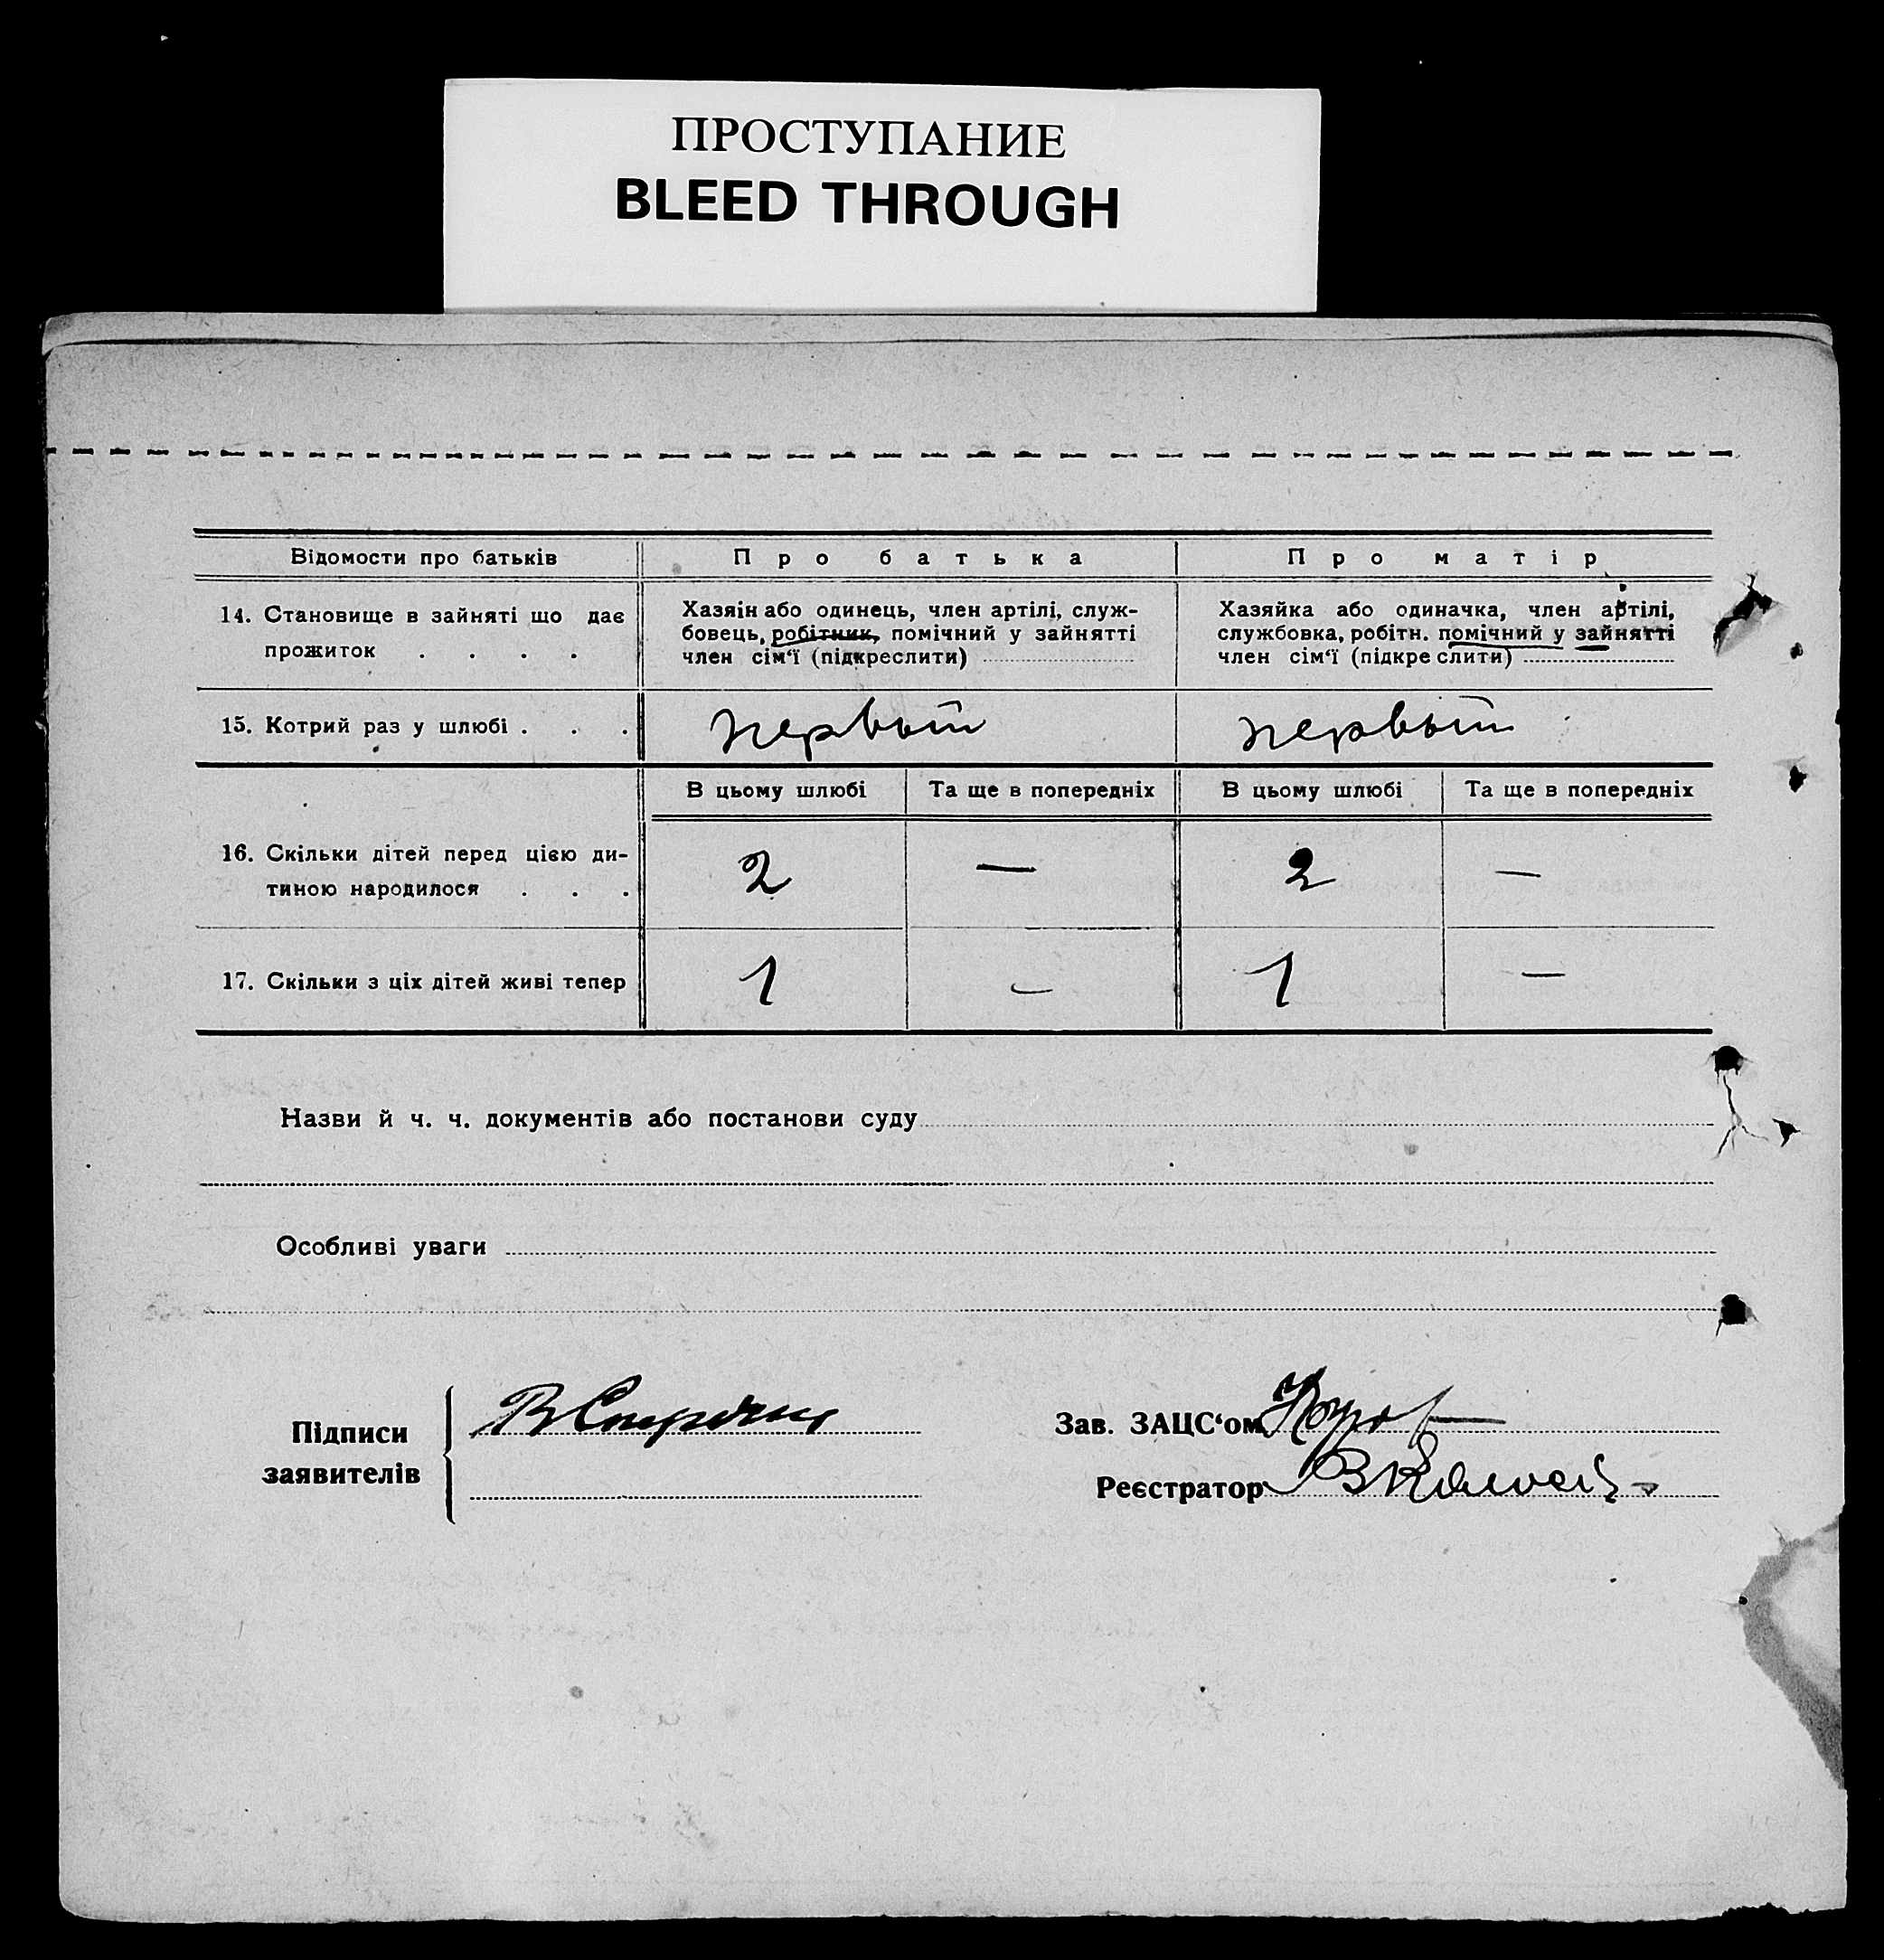 ПРОСТУПАНИЕ
BLEED THROUGH
Відомости про батьків
Про батька
Про матір
14. Становище в зайняті що дає
прожиток . . . .
Хазяін або одинець, член артілі, служ-
бовець, робітник, помічний у зайнятті
член сім‘ї (підкреслити)
Хазяйка або одиначка, член артілі,
службовка, робітн. помічний у зайнятті
член сім‘ї (підкреслити)
15. Котрий раз у шлюбі . . .
первый
первый
В цьому шлюбі
Та ще в попередніх
В цьому шлюбі
Та ще в попередніх
16. Скільки дітей перед цією ди-
тиною народилося . . .
2
—
2
—
17. Скільки з ціх дітей живі тепер
1
—
1
—
Назви й ч. ч. документів або постанови суду
Особливі уваги
Підписи
заявителів
Зав. ЗАЦС‘ом
Реєстратор